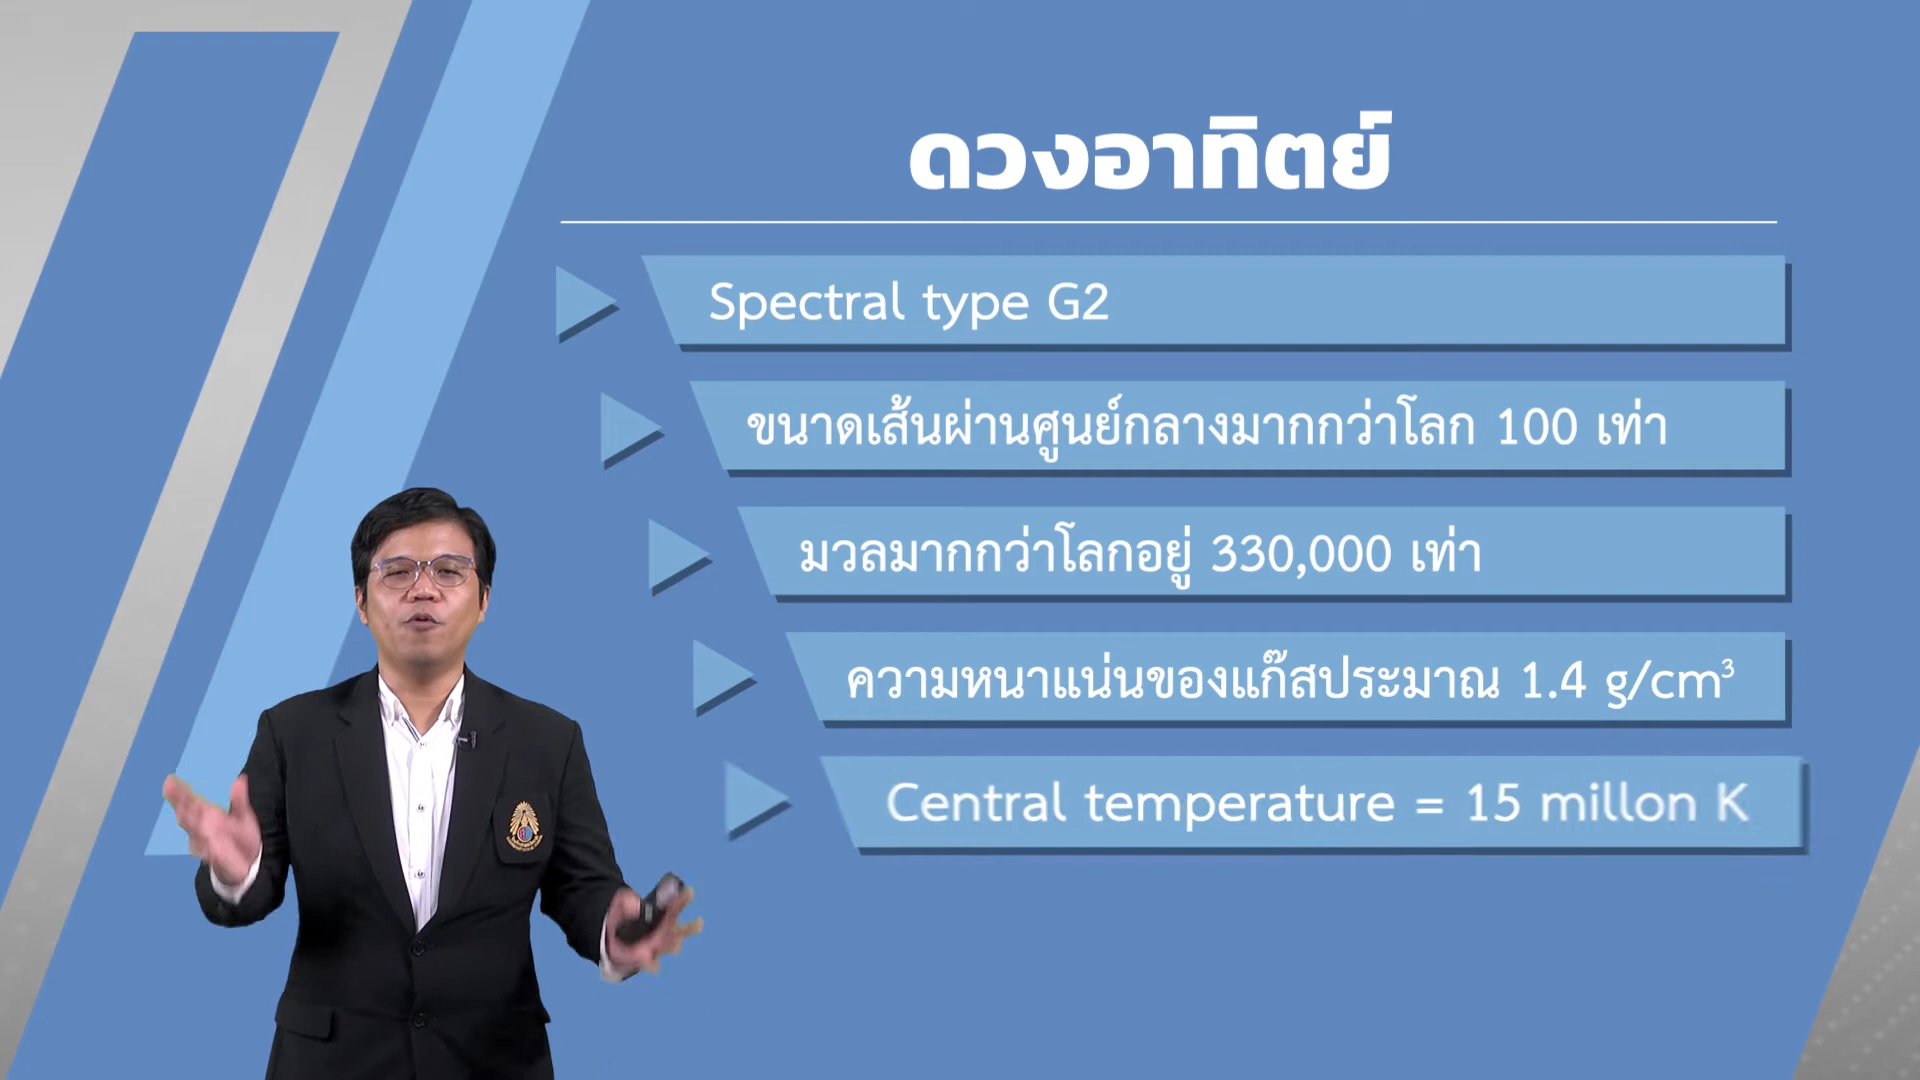 ดวงอาทิตย์
Spectral type G2
ขนาดเส้นผ่านศูนย์กลางมากกว่าโลก 100 เท่า
มวลมากกว่าโลกอยู่ 330,000 เท่า
ความหนาแน่นของแก๊สประมาณ 1.4 g/cm³
Central temperature = 15 millon K